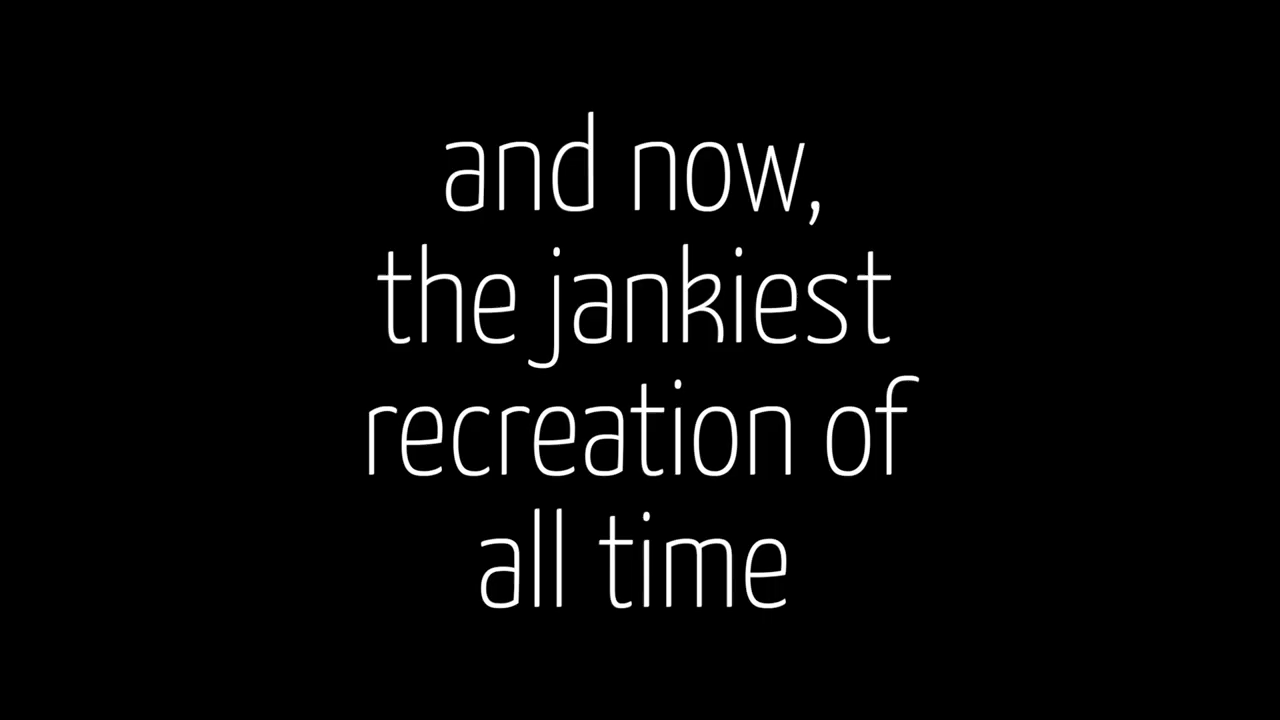 and now,
the jankiest
recreation of
all time